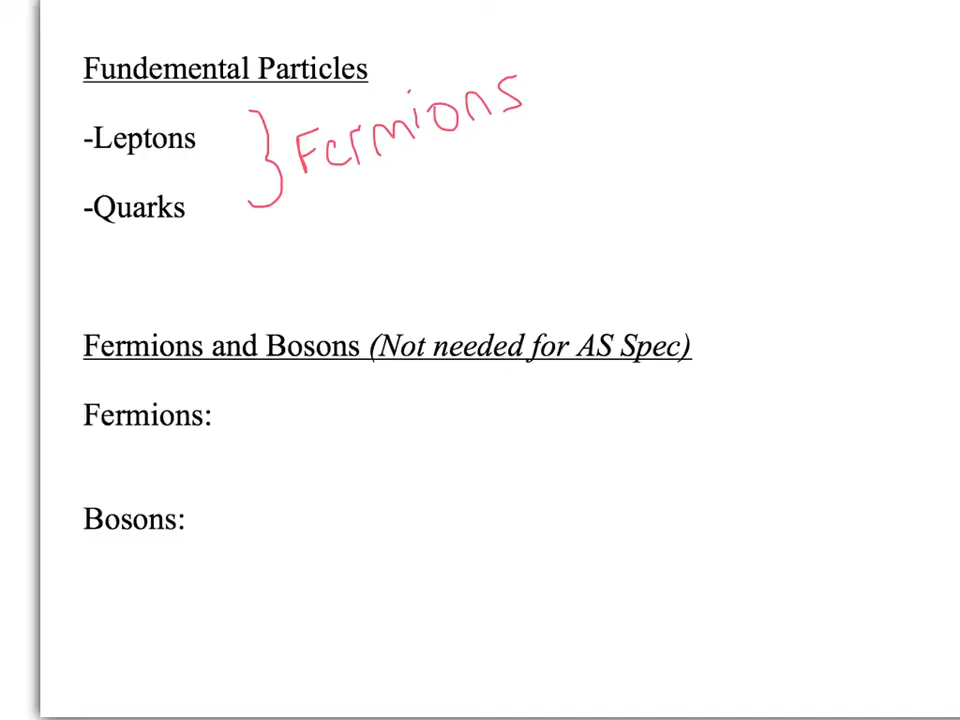 Fundemental Particles
-Leptons
Fermions
-Quarks
Fermions and Bosons (Not needed for AS Spec)
Fermions:
Bosons: